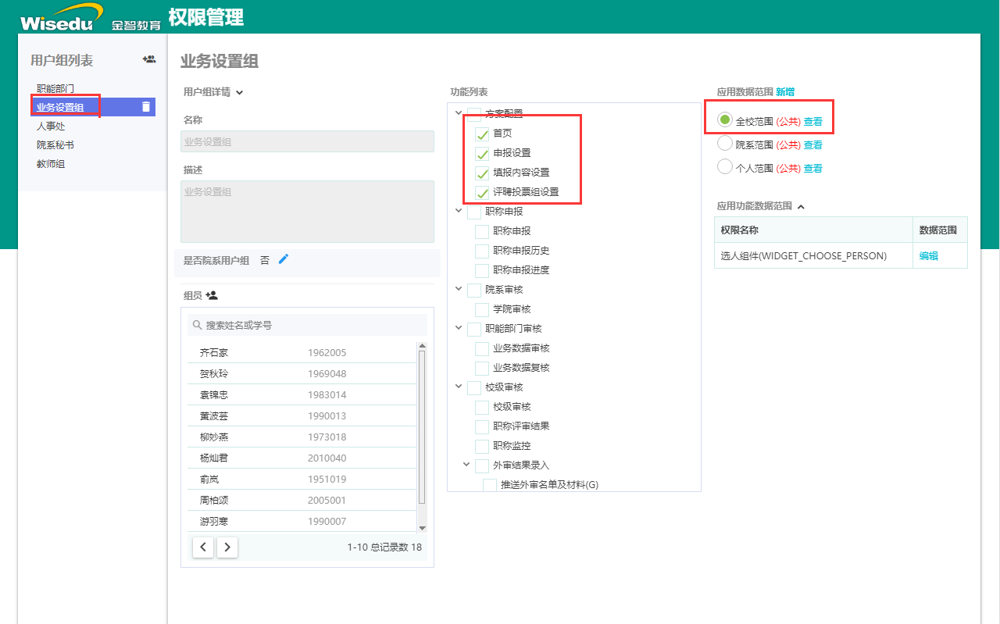 Wisedu 金智教育 权限管理
用户组列表
职能部门
业务设置组
人事处
院系秘书
教师组
业务设置组
用户组详情
名称
业务设置组
描述
业务设置组
是否院系用户组 否
组员
搜索姓名或学号
齐石家 1962005
贺秋玲 1969048
袁锦忠 1983014
黄波芸 1990013
柳妙燕 1973018
杨灿君 2010040
俞岚 1951019
周柏颂 2005001
游羽寒 1990007
1-10 总记录数 18
功能列表
方案配置
首页
申报设置
填报内容设置
评聘投票组设置
职称申报
职称申报
职称申报历史
职称申报进度
院系审核
学院审核
职能部门审核
业务数据审核
业务数据复核
校级审核
校级审核
职称评审结果
职称监控
外审结果录入
推送外审名单及材料(G)
应用数据范围 新增
全校范围 (公共) 查看
院系范围 (公共) 查看
个人范围 (公共) 查看
应用功能数据范围
权限名称 数据范围
选人组件(WIDGET_CHOOSE_PERSON) 编辑